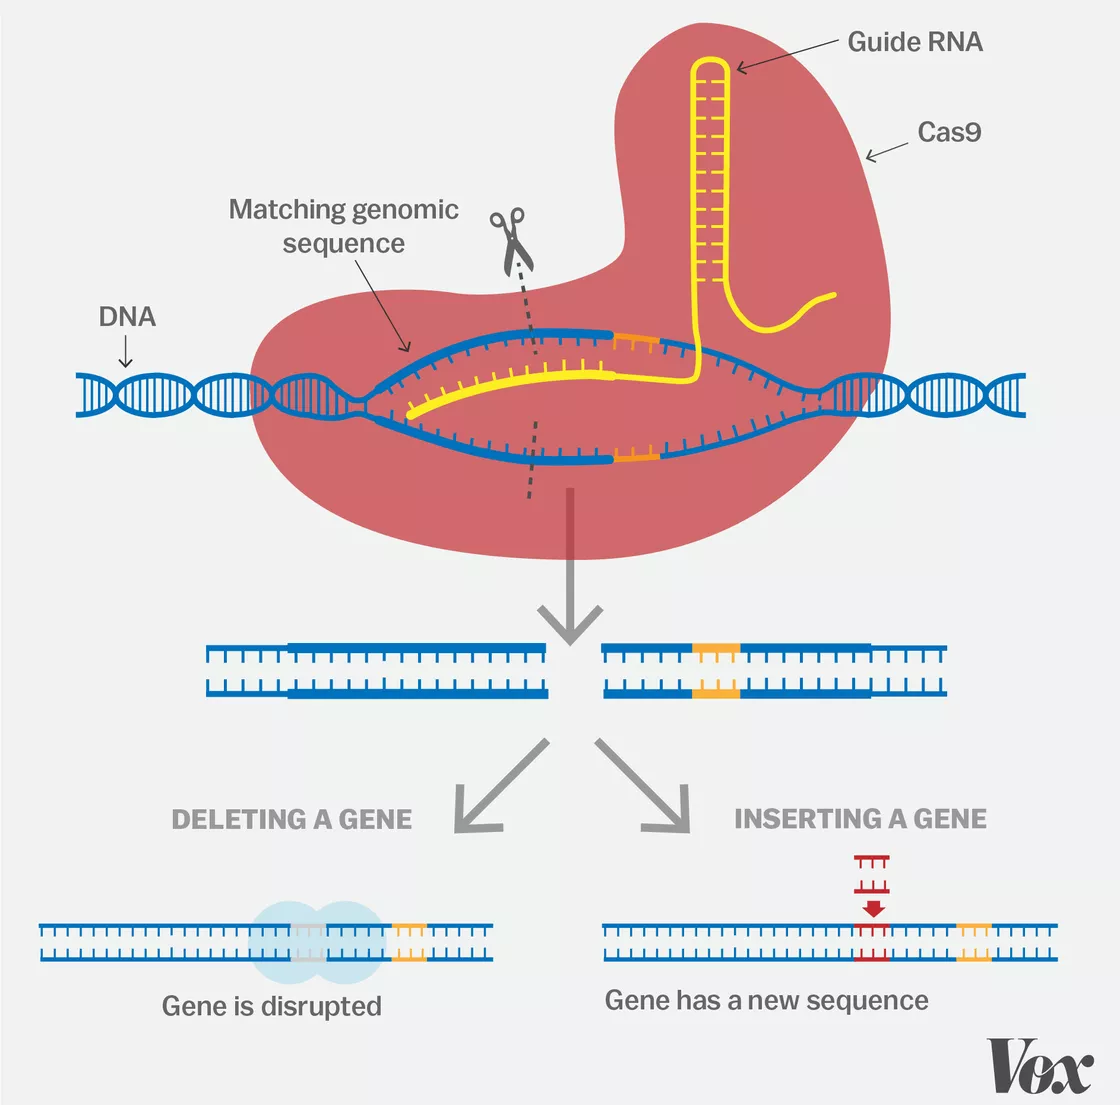 Guide RNA
Cas9
Matching genomic
sequence
DNA
DELETING A GENE
INSERTING A GENE
Gene is disrupted
Gene has a new sequence
Vox